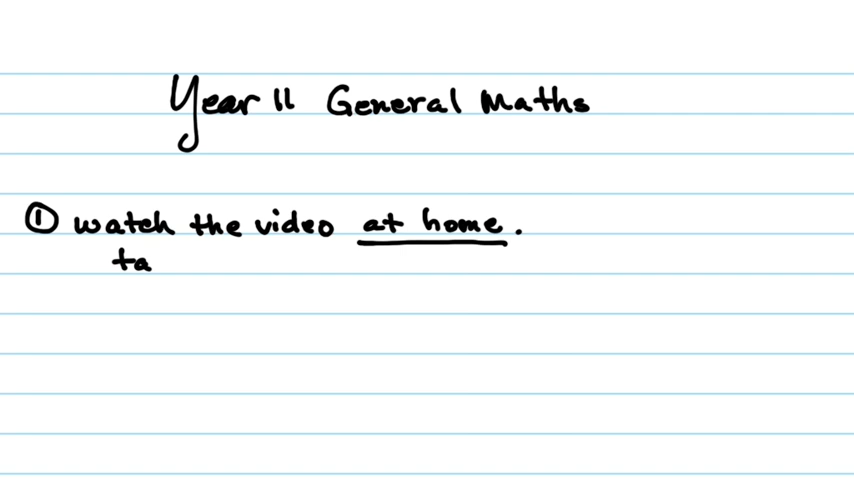 Year 11 General Maths
① watch the video at home.
ta